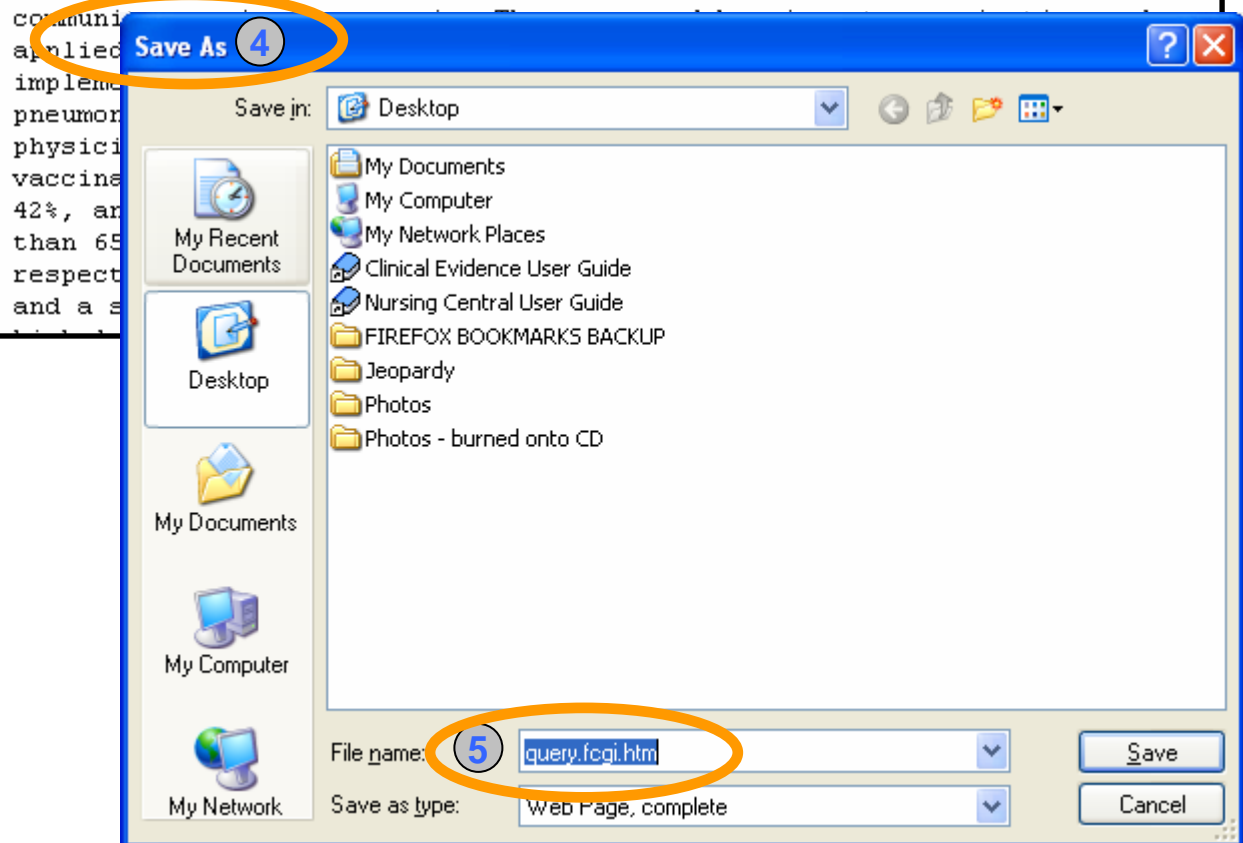 communi
applied
impleme
pneumon
physici
vaccina
42%, an
than 65
respect
and a s
Save As 4
Save in: Desktop
My Recent Documents
Desktop
My Documents
My Computer
My Network
My Documents
My Computer
My Network Places
Clinical Evidence User Guide
Nursing Central User Guide
FIREFOX BOOKMARKS BACKUP
Jeopardy
Photos
Photos - burned onto CD
File name: 5 query.fcgi.htm
Save
Save as type: Web Page, complete
Cancel